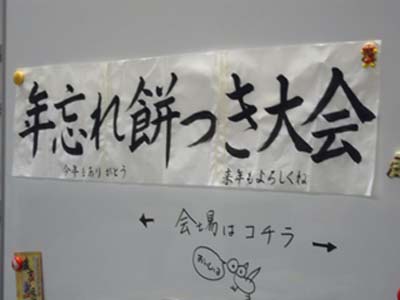 年忘れ餅つき大会
今年もありがとう
来年もよろしくね
← 会場はコチラ →